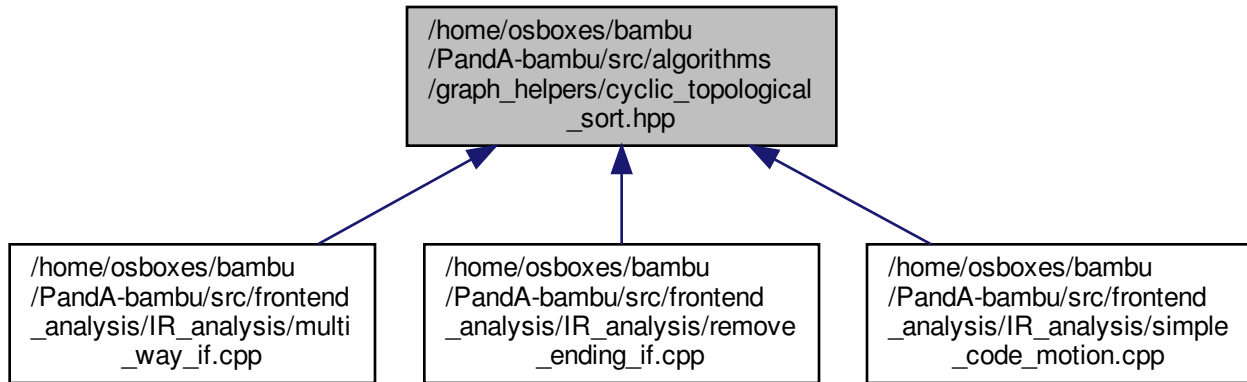 /home/osboxes/bambu
/PandA-bambu/src/algorithms
/graph_helpers/cyclic_topological
_sort.hpp
/home/osboxes/bambu
/PandA-bambu/src/frontend
_analysis/IR_analysis/multi
_way_if.cpp
/home/osboxes/bambu
/PandA-bambu/src/frontend
_analysis/IR_analysis/remove
_ending_if.cpp
/home/osboxes/bambu
/PandA-bambu/src/frontend
_analysis/IR_analysis/simple
_code_motion.cpp